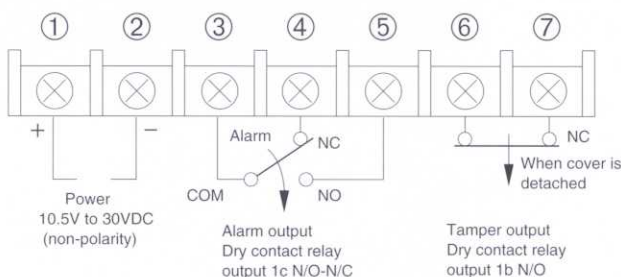 ① ② ③ ④ ⑤ ⑥ ⑦
+ −
Alarm
NC
COM
NO
NC
When cover is
detached
Power
10.5V to 30VDC
(non-polarity)
Alarm output
Dry contact relay
output 1c N/O-N/C
Tamper output
Dry contact relay
output 1b N/O